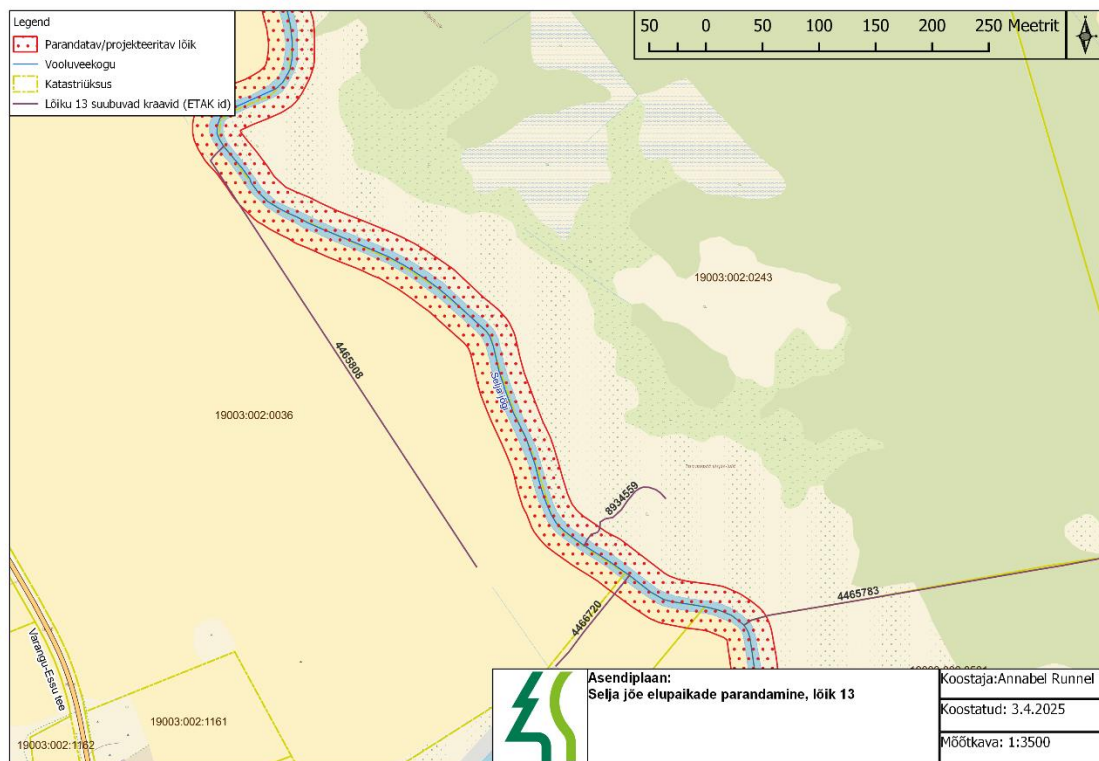 Legend
Parandatav/projekteeritav lõik
Vooluveekogu
Katastriüksus
Lõiku 13 suubuvad kraavid (ETAK id)
50 0 50 100 150 200 250 Meetrit
19003:002:0243
4465808
19003:002:0036
Selja jõgi
8934559
4466720
4465783
Varangu-Essu tee
19003:002:1161
19003:002:1162
Asendiplaan:
Selja jõe elupaikade parandamine, lõik 13
Koostaja:Annabel Runnel
Koostatud: 3.4.2025
Mõõtkava: 1:3500